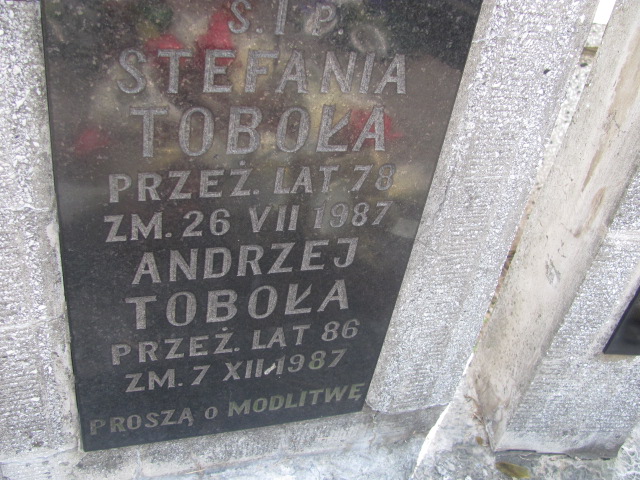 Ś I P
STEFANIA
TOBOŁA
PRZEŻ. LAT 78
ZM. 26 VII 1987
ANDRZEJ
TOBOŁA
PRZEŻ. LAT 86
ZM. 7 XII 1987
PROSZĄ O MODLITWĘ